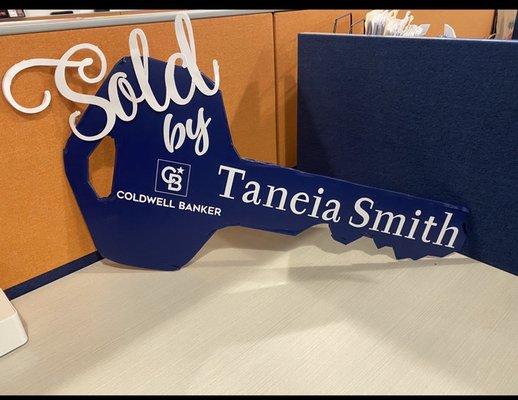 Sold
by
CB
COLDWELL BANKER
Taneia Smith